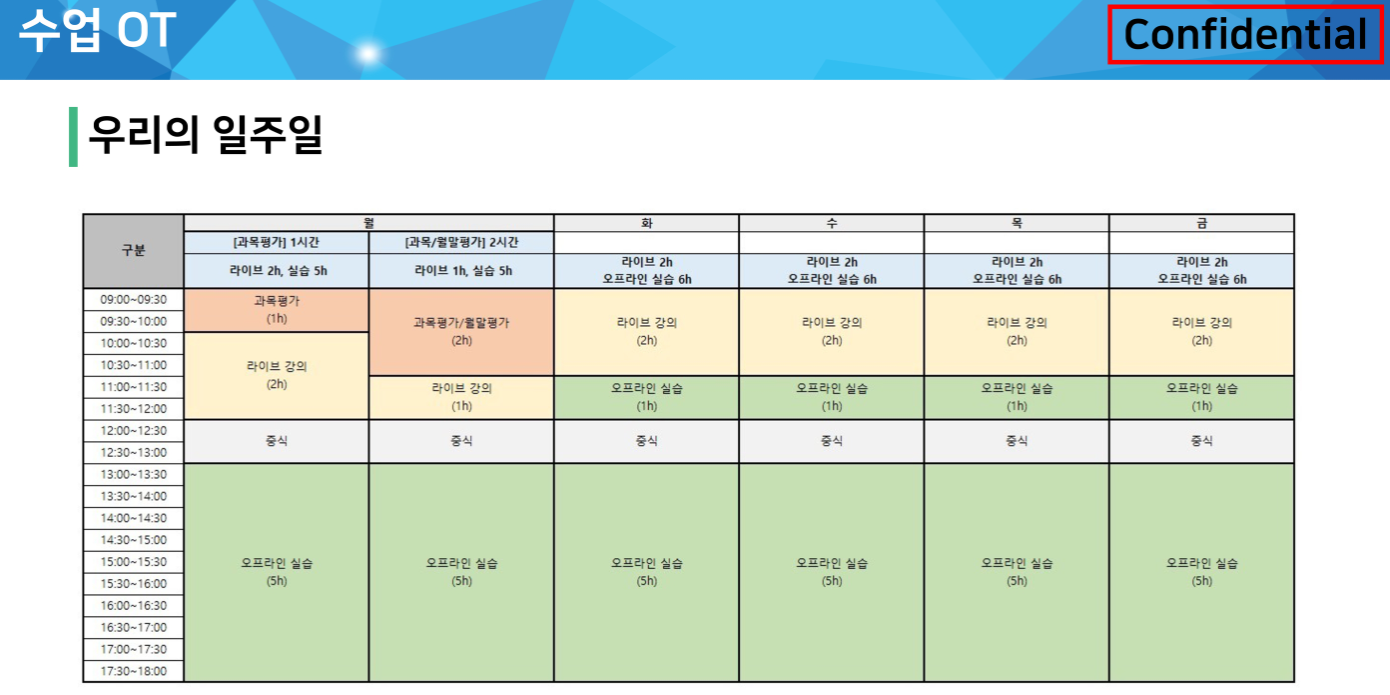 수업 OT
Confidential
우리의 일주일
구분 월 화 수 목 금
[과목평가] 1시간 [과목/월말평가] 2시간
라이브 2h, 실습 5h 라이브 1h, 실습 5h 라이브 2h 라이브 2h 라이브 2h 라이브 2h
오프라인 실습 6h 오프라인 실습 6h 오프라인 실습 6h 오프라인 실습 6h
09:00~09:30 과목평가
09:30~10:00 (1h) 과목평가/월말평가 라이브 강의 라이브 강의 라이브 강의 라이브 강의
10:00~10:30 (2h) (2h) (2h) (2h) (2h)
10:30~11:00 라이브 강의
11:00~11:30 (2h) 라이브 강의 오프라인 실습 오프라인 실습 오프라인 실습 오프라인 실습
11:30~12:00 (1h) (1h) (1h) (1h) (1h)
12:00~12:30 중식 중식 중식 중식 중식 중식
12:30~13:00
13:00~13:30
13:30~14:00
14:00~14:30
14:30~15:00
15:00~15:30 오프라인 실습 오프라인 실습 오프라인 실습 오프라인 실습 오프라인 실습 오프라인 실습
15:30~16:00 (5h) (5h) (5h) (5h) (5h) (5h)
16:00~16:30
16:30~17:00
17:00~17:30
17:30~18:00